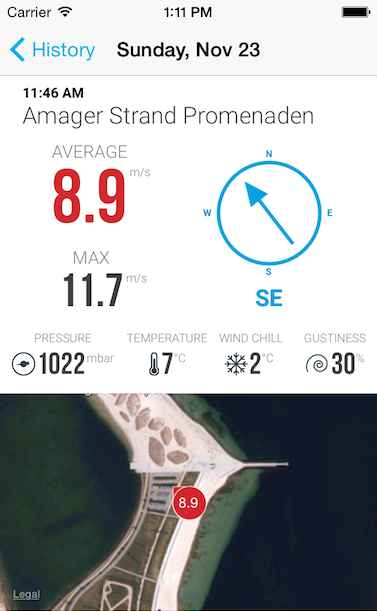 Carrier 1:11 PM
History Sunday, Nov 23
11:46 AM
Amager Strand Promenaden
AVERAGE
8.9 m/s
MAX
11.7 m/s
N
W E
S
SE
PRESSURE TEMPERATURE WIND CHILL GUSTINESS
1022 mbar 7 °C 2 °C 30 %
8.9
Legal